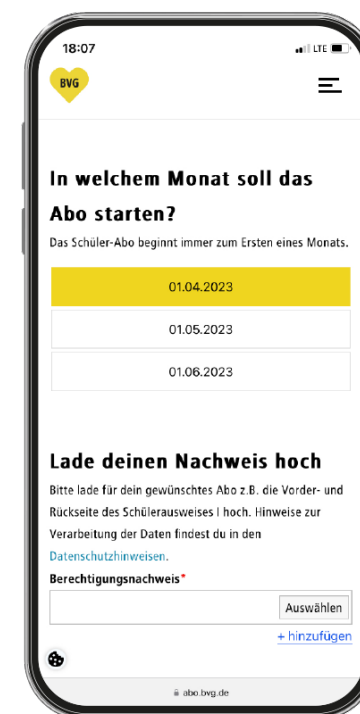 18:07
LTE
BVG
In welchem Monat soll das
Abo starten?
Das Schüler-Abo beginnt immer zum Ersten eines Monats.
01.04.2023
01.05.2023
01.06.2023
Lade deinen Nachweis hoch
Bitte lade für dein gewünschtes Abo z.B. die Vorder- und
Rückseite des Schülerausweises I hoch. Hinweise zur
Verarbeitung der Daten findest du in den
Datenschutzhinweisen.
Berechtigungsnachweis*
Auswählen
+ hinzufügen
abo.bvg.de